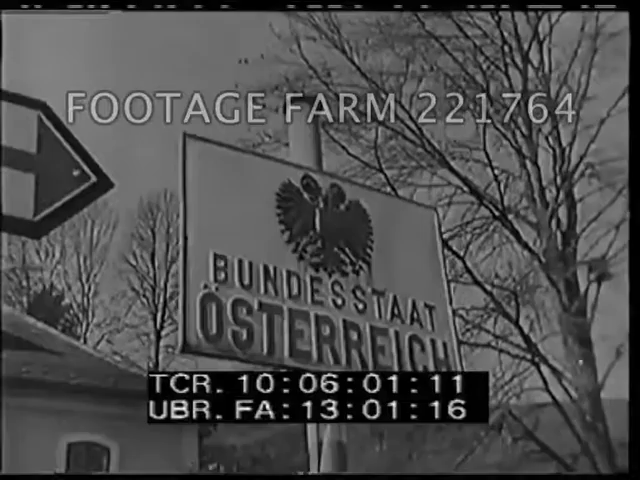 FOOTAGE FARM 221764
BUNDESSTAAT
ÖSTERREICH
TCR. 10:06:01:11
UBR. FA:13:01:16